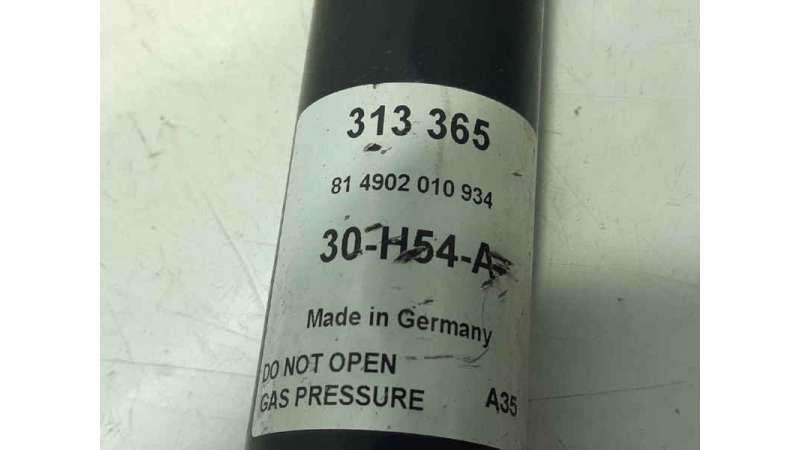 313 365
81 4902 010 934
30-H54-A
Made in Germany
DO NOT OPEN
GAS PRESSURE A35